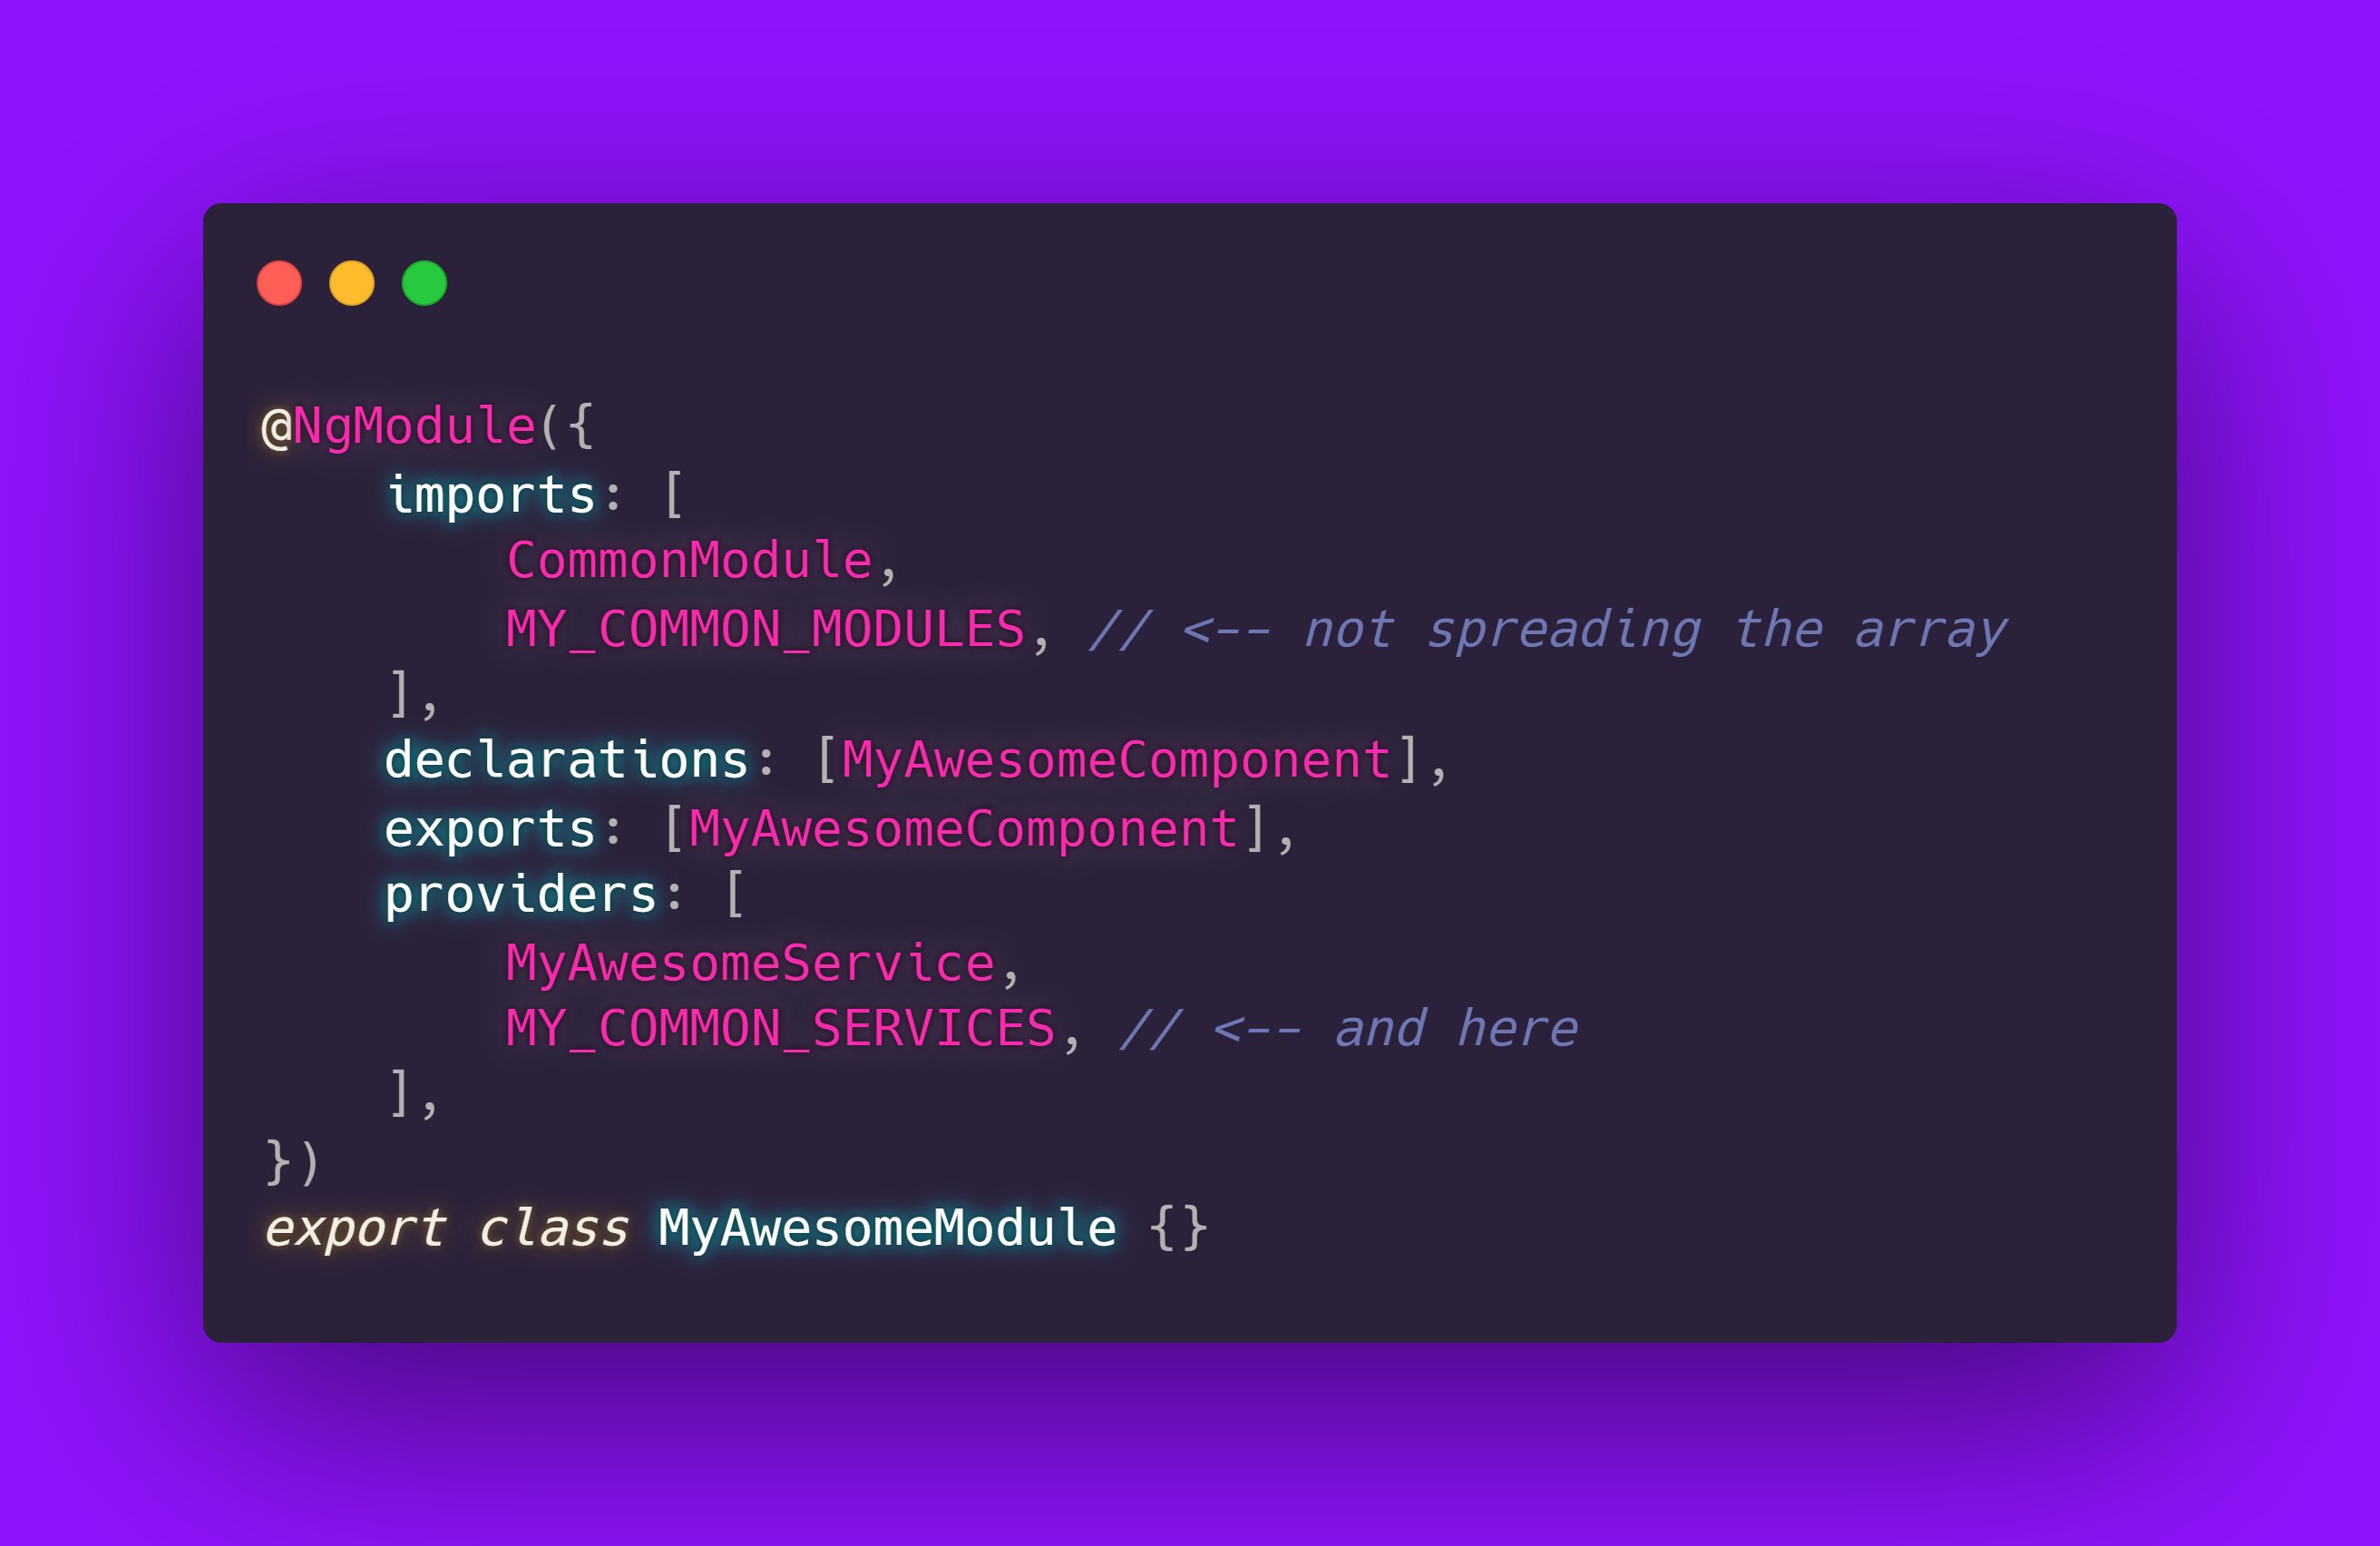 @NgModule({
    imports: [
        CommonModule,
        MY_COMMON_MODULES, // <-- not spreading the array
    ],
    declarations: [MyAwesomeComponent],
    exports: [MyAwesomeComponent],
    providers: [
        MyAwesomeService,
        MY_COMMON_SERVICES, // <-- and here
    ],
})
export class MyAwesomeModule {}